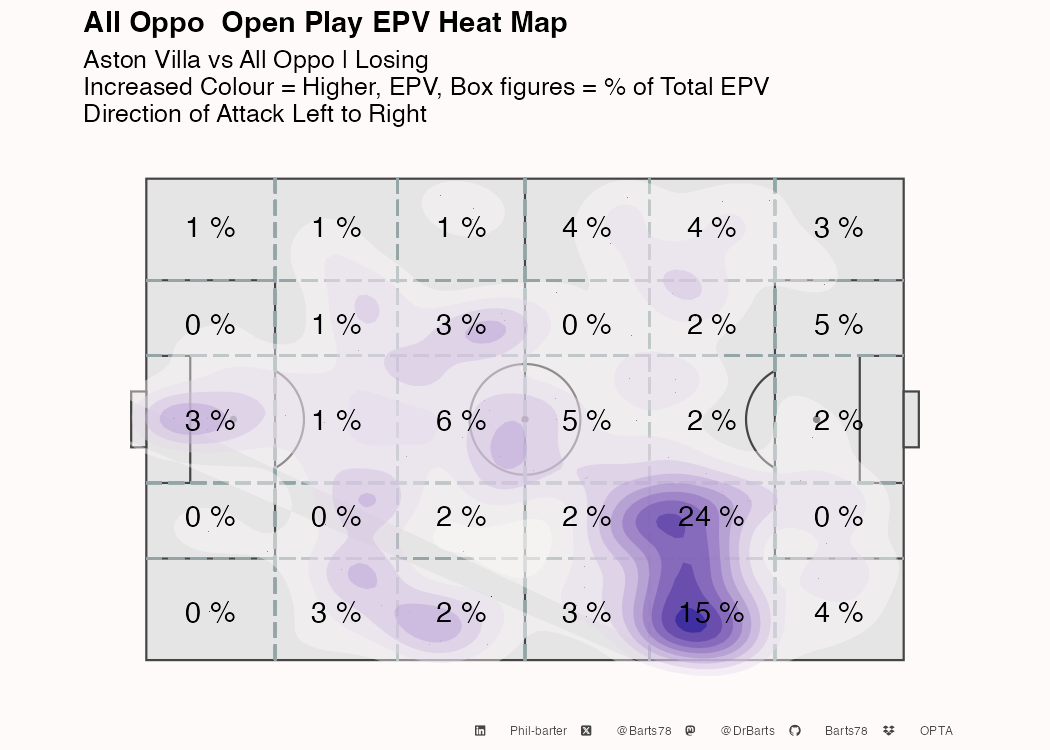 All Oppo  Open Play EPV Heat Map
Aston Villa vs All Oppo | Losing
Increased Colour = Higher, EPV, Box figures = % of Total EPV
Direction of Attack Left to Right
1 % 1 % 1 % 4 % 4 % 3 %
0 % 1 % 3 % 0 % 2 % 5 %
3 % 1 % 6 % 5 % 2 % 2 %
0 % 0 % 2 % 2 % 24 % 0 %
0 % 3 % 2 % 3 % 15 % 4 %
Phil-barter @Barts78 @DrBarts Barts78 OPTA